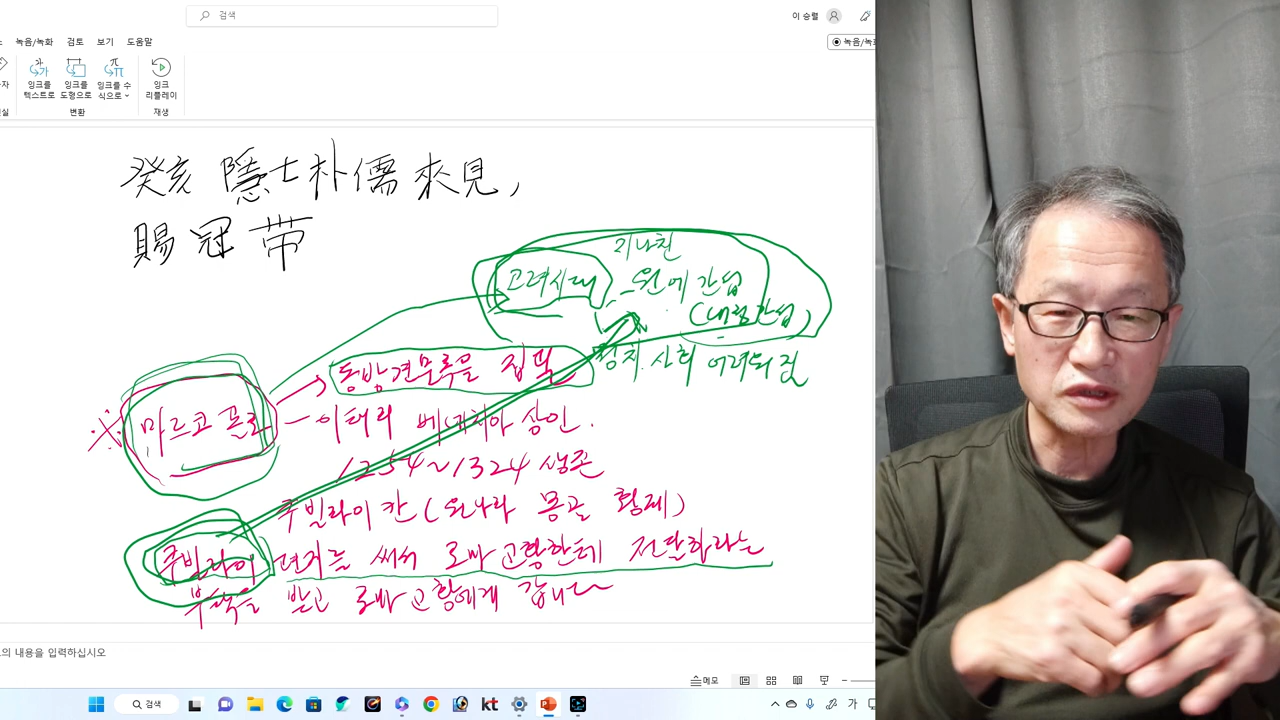 검색
이 승렬
녹음/녹화 검토 보기 도움말
녹음/녹화
잉크를 텍스트로 잉크를 도형으로 잉크를 수식으로 잉크 리플레이
변환 재생
癸亥 隱士朴儒來見,
賜冠帶
지나친
고려시대 - 원에 간섭
(내정간섭)
정치.사회 어려워짐
동방견문록을 집필
※ 마르코 폴로 - 이태리 베네치아 상인.
1254~1324 생존
쿠빌라이 칸(원나라 몽골 황제)
쿠빌라이 편지를 써서 로마 교황한테 전달하라는
부탁을 받고 로마 교황에게 갑니다
의 내용을 입력하십시오
메모
검색
kt
가